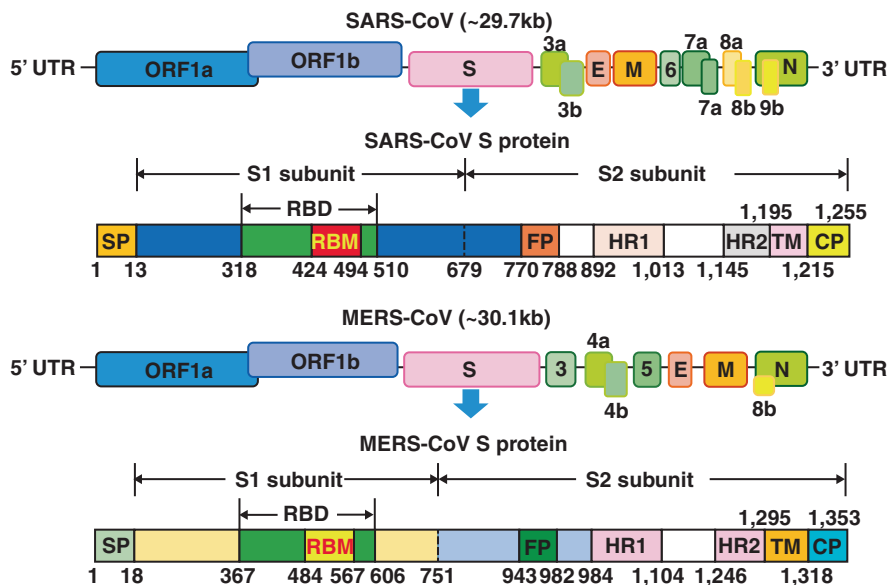 SARS-CoV (~29.7kb)
3a 7a 8a
5' UTR ORF1a ORF1b S E M 6 N 3' UTR
3b 7a 8b 9b
SARS-CoV S protein
S1 subunit S2 subunit
RBD 1,195 1,255
SP RBM FP HR1 HR2 TM CP
1 13 318 424 494 510 679 770 788 892 1,013 1,145 1,215
MERS-CoV (~30.1kb)
4a
5' UTR ORF1a ORF1b S 3 5 E M N 3' UTR
4b 8b
MERS-CoV S protein
S1 subunit S2 subunit
RBD 1,295 1,353
SP RBM FP HR1 HR2 TM CP
1 18 367 484 567 606 751 943 982 984 1,104 1,246 1,318